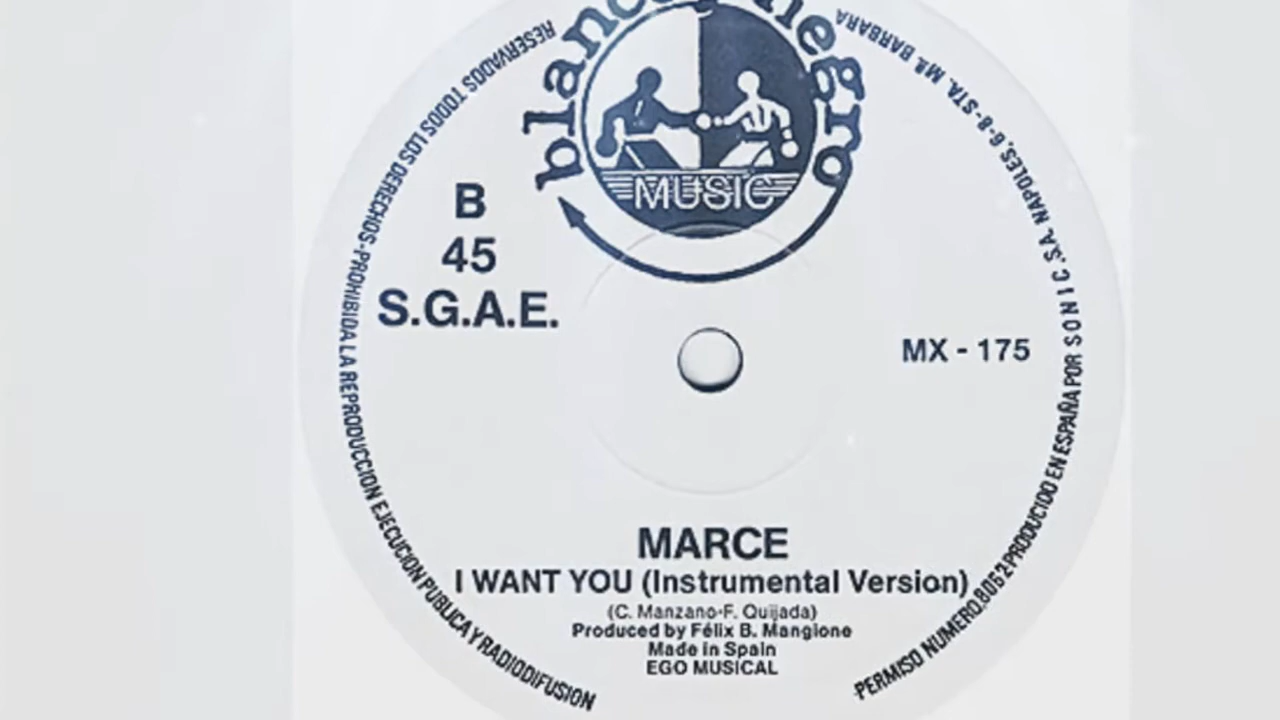 blanco y negro
MUSIC
B
45
S.G.A.E.
MX - 175
MARCE
I WANT YOU (Instrumental Version)
(C. Manzano-F. Quijada)
Produced by Félix B. Mangione
Made in Spain
EGO MUSICAL
RESERVADOS TODOS LOS DERECHOS-PROHIBIDA LA REPRODUCCION EJECUCION PUBLICA Y RADIODIFUSION
PERMISO NUMERO,8052 PRODUCIDO EN ESPAÑA POR S O N I C, S.A. NAPOLES, 6-8-STA. Mª. BARBARA